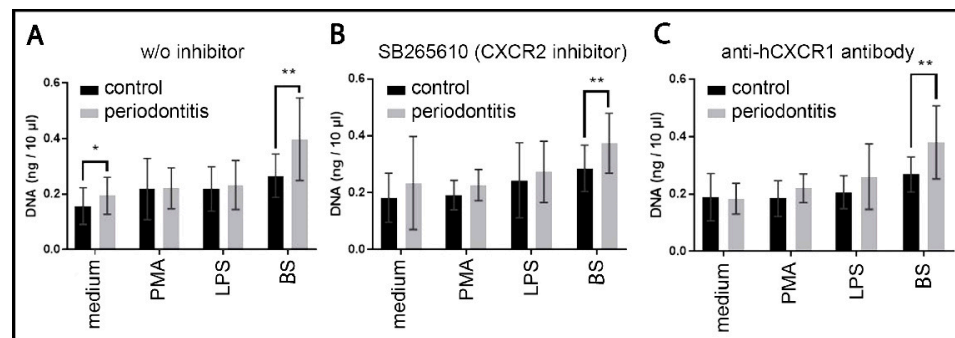 A
w/o inhibitor
DNA (ng / 10 µl)
0.6
0.4
0.2
0.0
control
periodontitis
*
**
medium
PMA
LPS
BS
B
SB265610 (CXCR2 inhibitor)
DNA (ng / 10 µl)
0.6
0.4
0.2
0.0
control
periodontitis
**
medium
PMA
LPS
BS
C
anti-hCXCR1 antibody
DNA (ng / 10 µl)
0.6
0.4
0.2
0.0
control
periodontitis
**
medium
PMA
LPS
BS